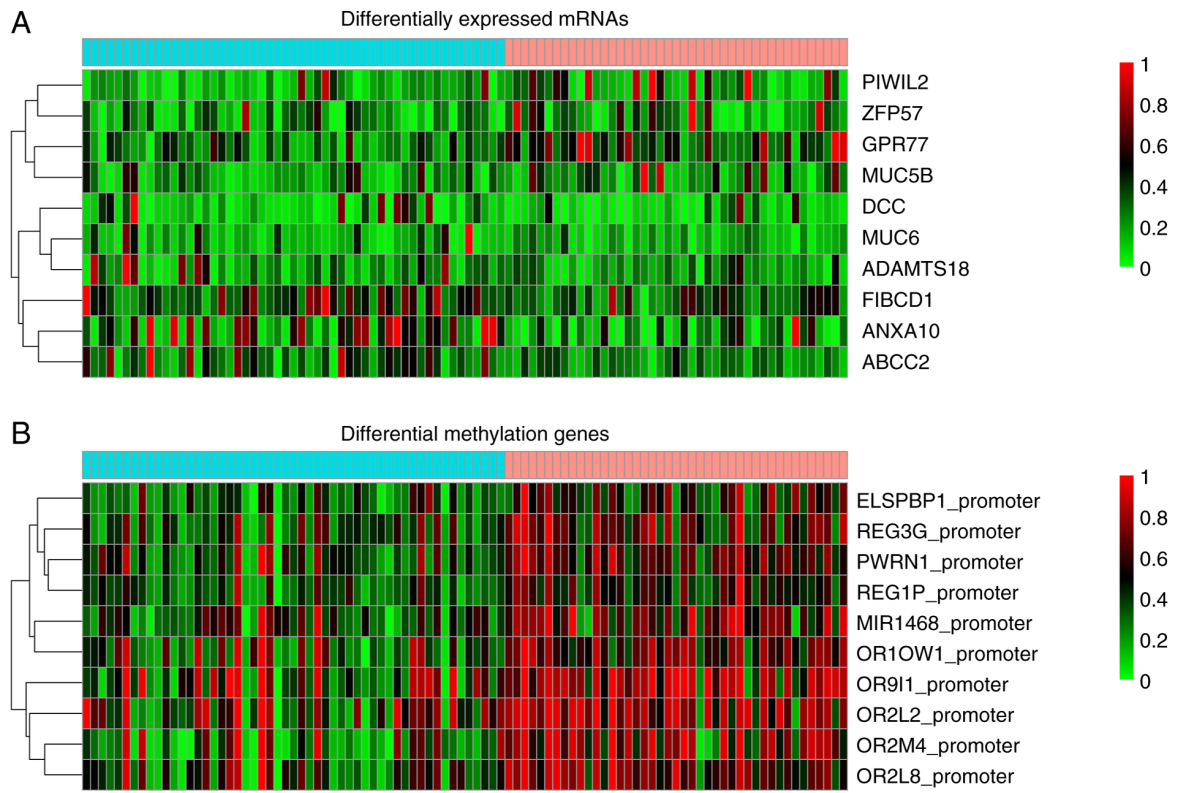 A
Differentially expressed mRNAs
PIWIL2
ZFP57
GPR77
MUC5B
DCC
MUC6
ADAMTS18
FIBCD1
ANXA10
ABCC2
1
0.8
0.6
0.4
0.2
0
B
Differential methylation genes
ELSPBP1_promoter
REG3G_promoter
PWRN1_promoter
REG1P_promoter
MIR1468_promoter
OR1OW1_promoter
OR9I1_promoter
OR2L2_promoter
OR2M4_promoter
OR2L8_promoter
1
0.8
0.6
0.4
0.2
0